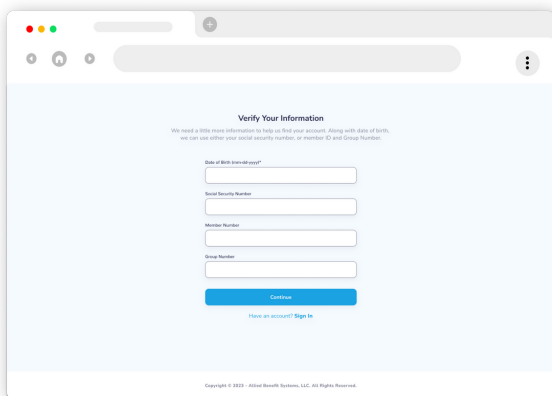 Verify Your Information
We need a little more information to help us find your account. Along with date of birth,
we can use either your social security number, or member ID and Group Number.
Date of Birth (mm-dd-yyyy)*
Social Security Number
Member Number
Group Number
Continue
Have an account? Sign In
Copyright © 2023 - Allied Benefit Systems, LLC, All Rights Reserved.